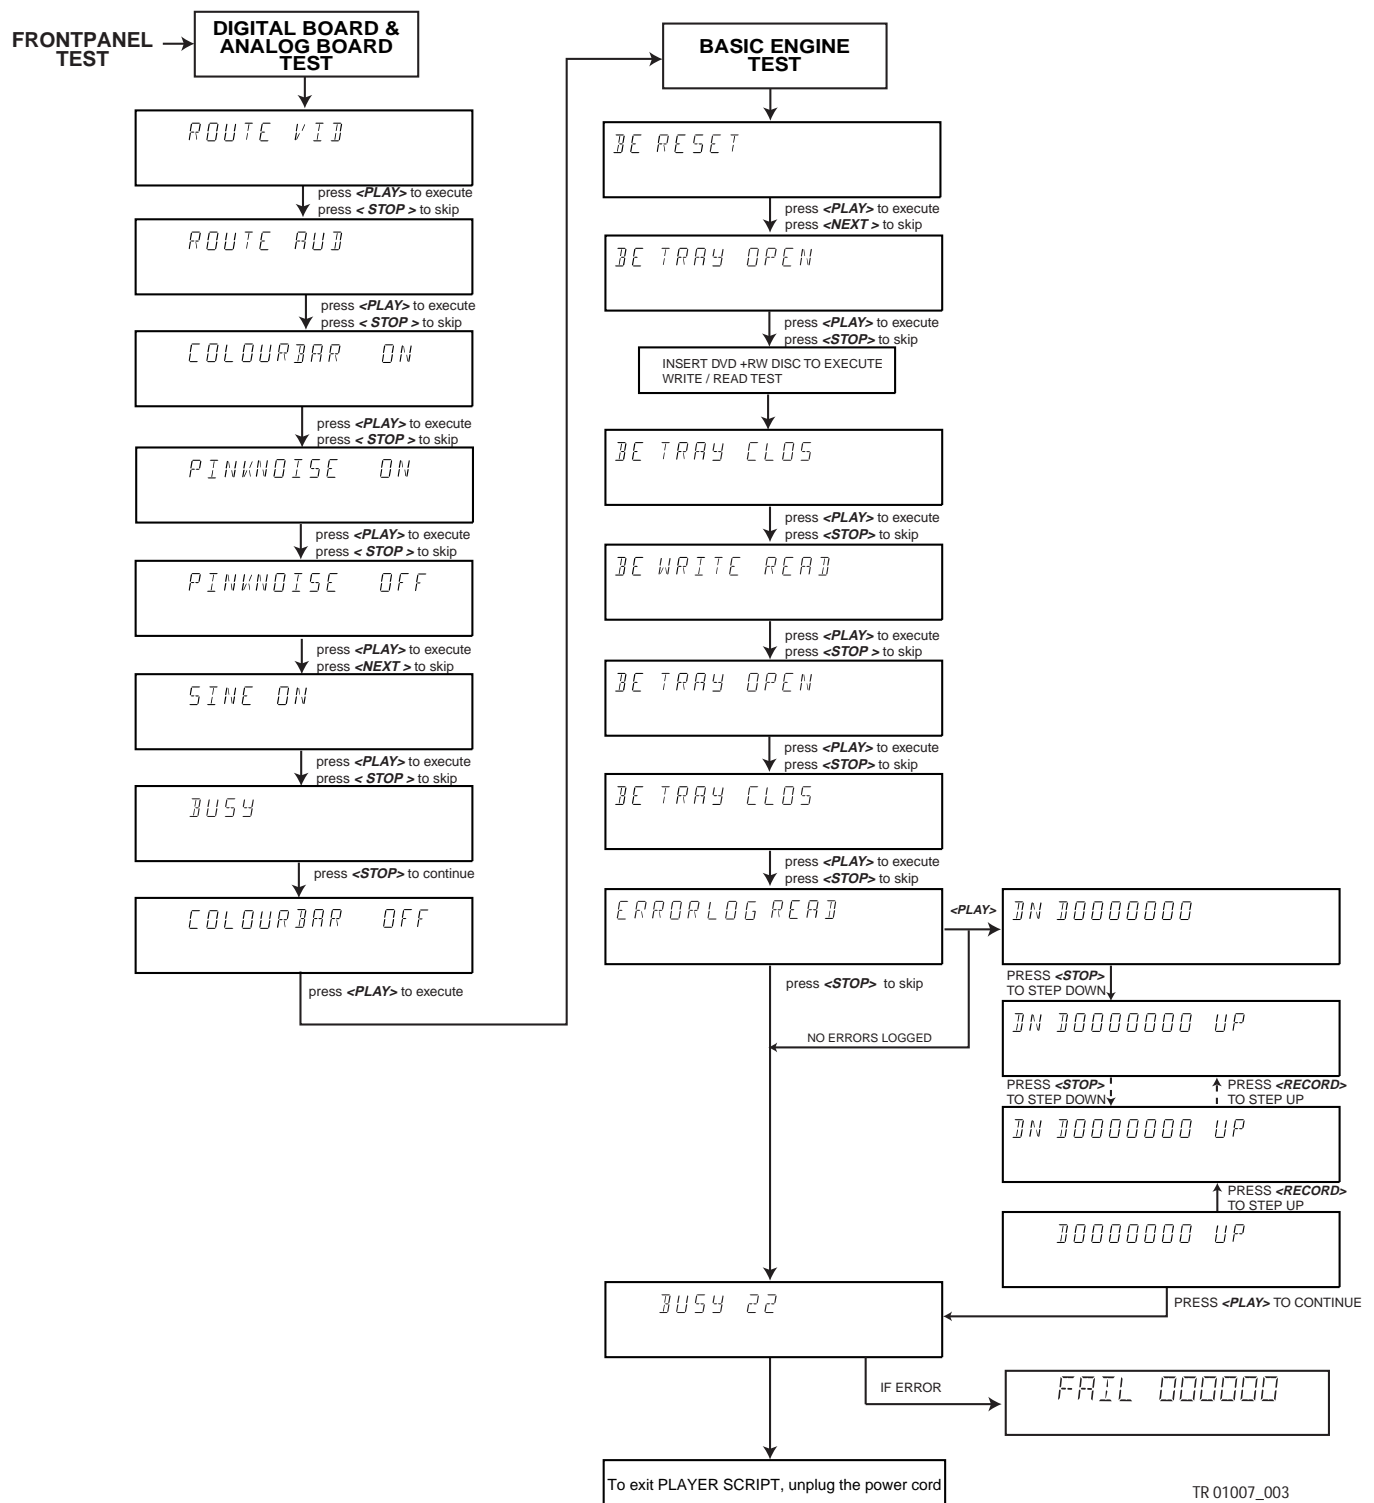 FRONTPANEL
TEST
DIGITAL BOARD &
ANALOG BOARD
TEST
ROUTE VID
press <PLAY> to execute
press < STOP > to skip
ROUTE AUD
press <PLAY> to execute
press < STOP > to skip
COLOURBAR ON
press <PLAY> to execute
press < STOP > to skip
PINKNOISE ON
press <PLAY> to execute
press < STOP > to skip
PINKNOISE OFF
press <PLAY> to execute
press <NEXT > to skip
SINE ON
press <PLAY> to execute
press < STOP > to skip
BUSY
press <STOP> to continue
COLOURBAR OFF
press <PLAY> to execute
BASIC ENGINE
TEST
BE RESET
press <PLAY> to execute
press <NEXT > to skip
BE TRAY OPEN
press <PLAY> to execute
press <STOP> to skip
INSERT DVD +RW DISC TO EXECUTE
WRITE / READ TEST
BE TRAY CLOS
press <PLAY> to execute
press <STOP> to skip
BE WRITE READ
press <PLAY> to execute
press <STOP > to skip
BE TRAY OPEN
press <PLAY> to execute
press <STOP> to skip
BE TRAY CLOS
press <PLAY> to execute
press <STOP> to skip
ERRORLOG READ
<PLAY>
press <STOP> to skip
NO ERRORS LOGGED
DN D0000000
PRESS <STOP>
TO STEP DOWN
DN D0000000 UP
PRESS <STOP>
TO STEP DOWN
PRESS <RECORD>
TO STEP UP
DN D0000000 UP
PRESS <RECORD>
TO STEP UP
D0000000 UP
PRESS <PLAY> TO CONTINUE
BUSY 22
IF ERROR
FAIL 000000
To exit PLAYER SCRIPT, unplug the power cord
TR 01007_003